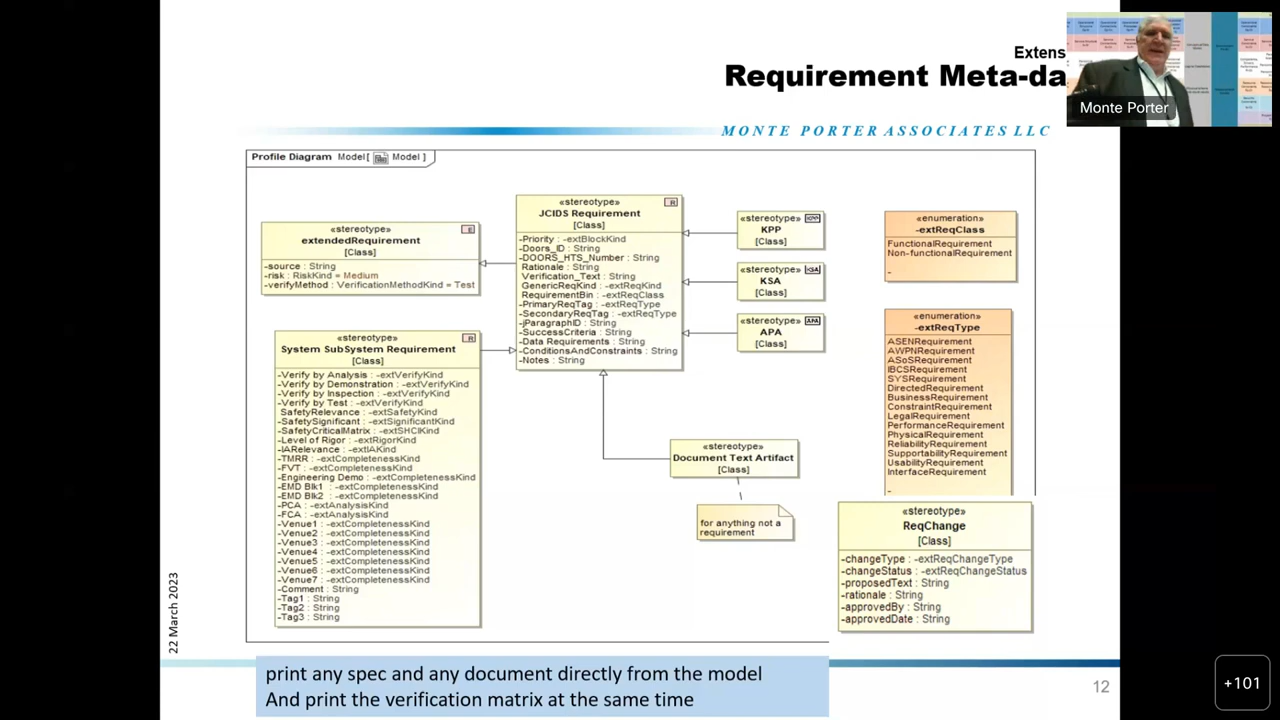 Extens
Requirement Meta-da
Monte Porter
MONTE PORTER ASSOCIATES LLC
Profile Diagram Model[ Model ]
«stereotype»
extendedRequirement
[Class]
-source : String
-risk : RiskKind = Medium
-verifyMethod : VerificationMethodKind = Test
«stereotype»
System SubSystem Requirement
[Class]
-Verify by Analysis : -extVerifyKind
-Verify by Demonstration : -extVerifyKind
-Verify by Inspection : -extVerifyKind
-Verify by Test : -extVerifyKind
SafetyRelevance : -extSafetyKind
-SafetySignificant : -extSignificantKind
-SafetyCriticalMatrix : -extSHCIKind
-Level of Rigor : -extRigorKind
-IARelevance : -extIAKind
-TMRR : -extCompletenessKind
-FVT : -extCompletenessKind
-Engineering Demo : -extCompletenessKind
-EMD Blk1 : -extCompletenessKind
-EMD Blk2 : -extCompletenessKind
-PCA : -extAnalysisKind
-FCA : -extAnalysisKind
-Venue1 : -extCompletenessKind
-Venue2 : -extCompletenessKind
-Venue3 : -extCompletenessKind
-Venue4 : -extCompletenessKind
-Venue5 : -extCompletenessKind
-Venue6 : -extCompletenessKind
-Venue7 : -extCompletenessKind
-Comment : String
-Tag1 : String
-Tag2 : String
-Tag3 : String
«stereotype»
JCIDS Requirement
[Class]
-Priority : -extBlockKind
-Doors_ID : String
-DOORS_HTS_Number : String
Rationale : String
Verification_Text : String
GenericReqKind : -extReqKind
RequirementBin : -extReqClass
-PrimaryReqTag : -extReqType
-SecondaryReqTag : -extReqType
-jParagraphID : String
-SuccessCriteria : String
-Data Requirements : String
-ConditionsAndConstraints : String
-Notes : String
«stereotype»
KPP
[Class]
«stereotype»
KSA
[Class]
«stereotype»
APA
[Class]
«stereotype»
Document Text Artifact
[Class]
for anything not a
requirement
«enumeration»
-extReqClass
FunctionalRequirement
Non-functionalRequirement
-
«enumeration»
-extReqType
ASENRequirement
AWPNRequirement
ASoSRequirement
IBCSRequirement
SYSRequirement
DirectedRequirement
BusinessRequirement
ConstraintRequirement
LegalRequirement
PerformanceRequirement
PhysicalRequirement
ReliabilityRequirement
SupportabilityRequirement
UsabilityRequirement
InterfaceRequirement
-
«stereotype»
ReqChange
[Class]
-changeType : -extReqChangeType
-changeStatus : -extReqChangeStatus
-proposedText : String
-rationale : String
-approvedBy : String
-approvedDate : String
22 March 2023
print any spec and any document directly from the model
And print the verification matrix at the same time
12
+101